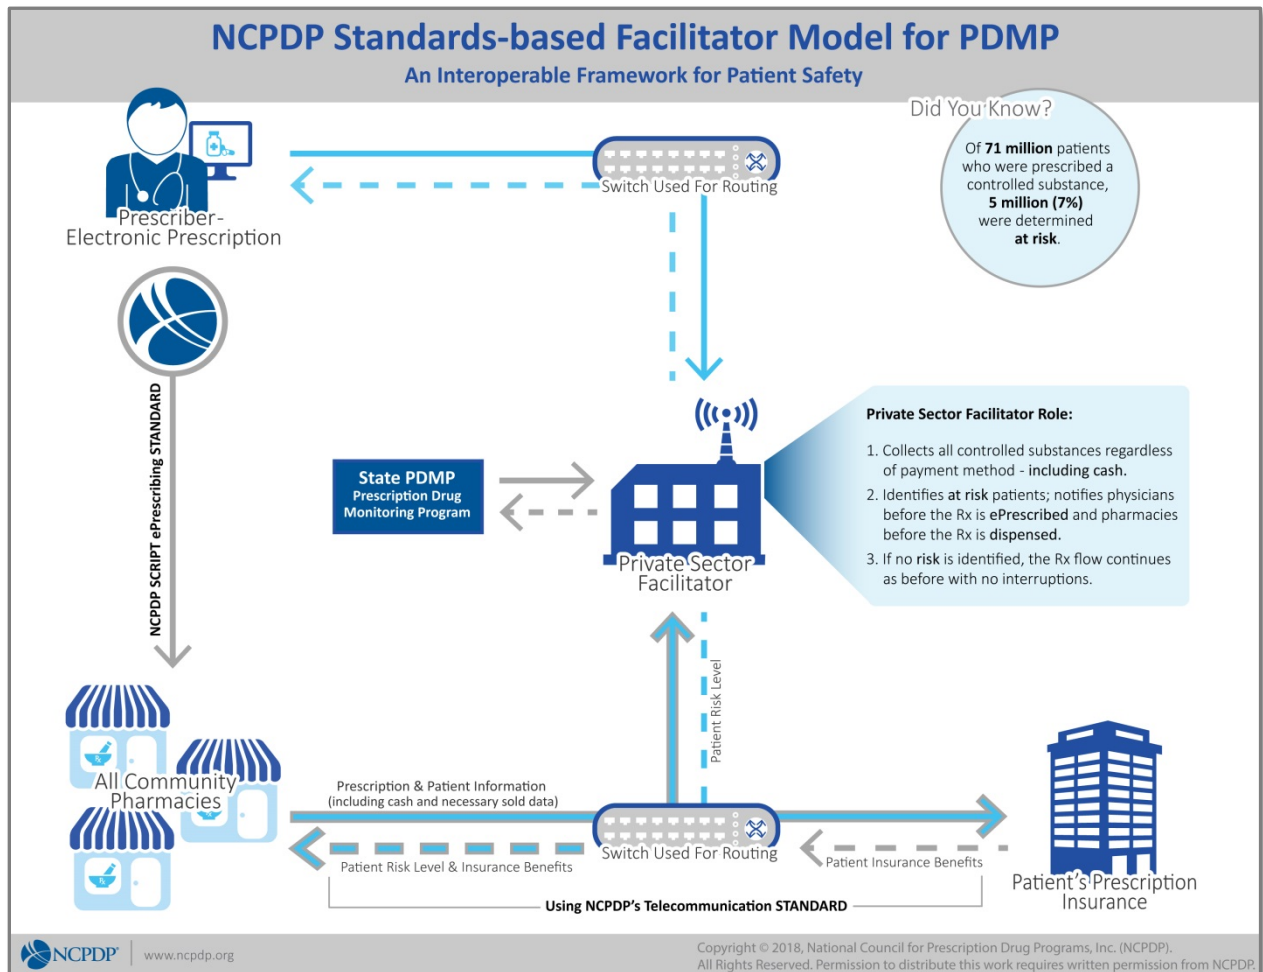 NCPDP Standards-based Facilitator Model for PDMP
An Interoperable Framework for Patient Safety
Did You Know?
Of 71 million patients
who were prescribed a
controlled substance,
5 million (7%)
were determined
at risk.
Switch Used For Routing
Prescriber-
Electronic Prescription
NCPDP SCRIPT ePrescribing STANDARD
State PDMP
Prescription Drug
Monitoring Program
Private Sector
Facilitator
Private Sector Facilitator Role:
1. Collects all controlled substances regardless
of payment method - including cash.
2. Identifies at risk patients; notifies physicians
before the Rx is ePrescribed and pharmacies
before the Rx is dispensed.
3. If no risk is identified, the Rx flow continues
as before with no interruptions.
Patient Risk Level
All Community
Pharmacies
Prescription & Patient Information
(including cash and necessary sold data)
Switch Used For Routing
Patient Risk Level & Insurance Benefits
Patient Insurance Benefits
Patient's Prescription
Insurance
Using NCPDP's Telecommunication STANDARD
NCPDP®
www.ncpdp.org
Copyright © 2018, National Council for Prescription Drug Programs, Inc. (NCPDP).
All Rights Reserved. Permission to distribute this work requires written permission from NCPDP.